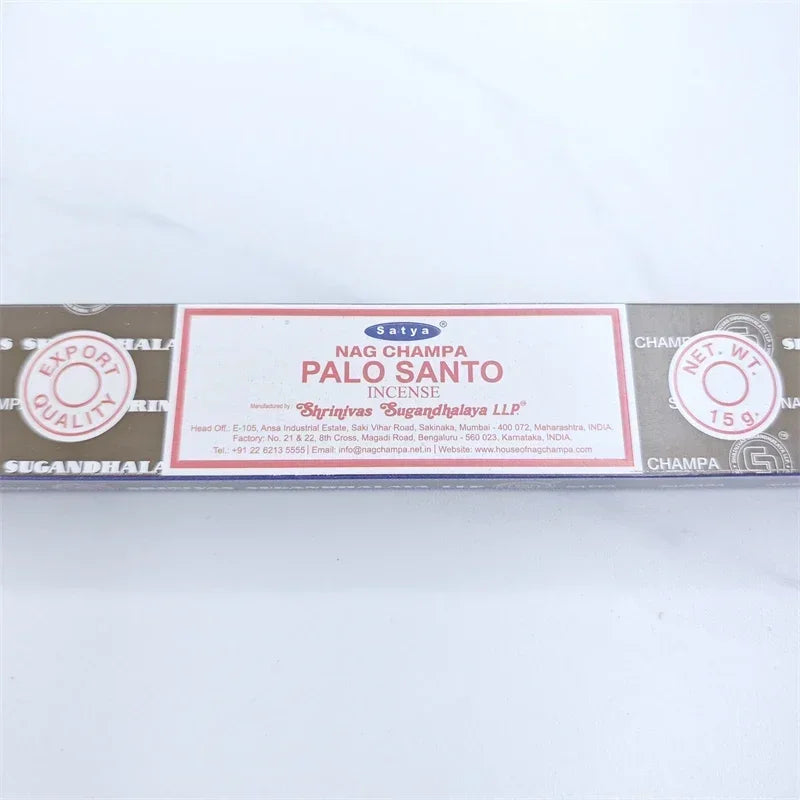 Satya®
NAG CHAMPA
PALO SANTO
INCENSE
Manufactured by : Shrinivas Sugandhalaya LLP.™
Head Off.: E-105, Ansa Industrial Estate, Saki Vihar Road, Sakinaka, Mumbai - 400 072, Maharashtra, INDIA.
Factory: No. 21 & 22, 8th Cross, Magadi Road, Bengaluru - 560 023, Karnataka, INDIA.
Tel.: +91 22 6213 5555 | Email: info@nagchampa.net.in | Website: www.houseofnagchampa.com
EXPORT
QUALITY
SUGANDHALA
NET. WT.
15 g.
CHAMP
CHAMPA